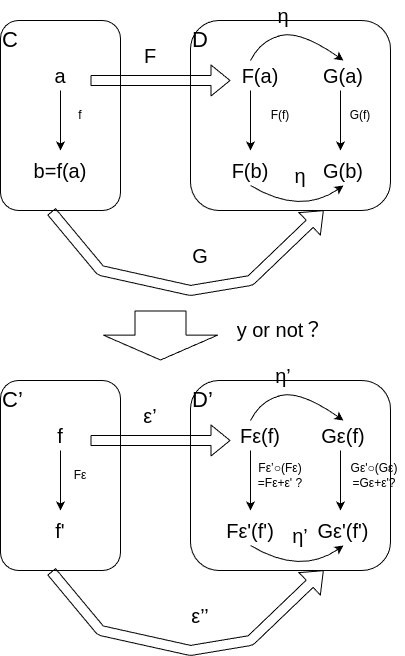 η
C
D
F
a
F(a)
G(a)
f
F(f)
G(f)
b=f(a)
F(b)
η
G(b)
G
y or not？
η’
C’
D’
ε’
f
Fε(f)
Gε(f)
Fε
Fε’○(Fε)
=Fε+ε’ ?
Gε'○(Gε)
=Gε+ε'?
f'
Fε'(f')
η’
Gε'(f')
ε’’